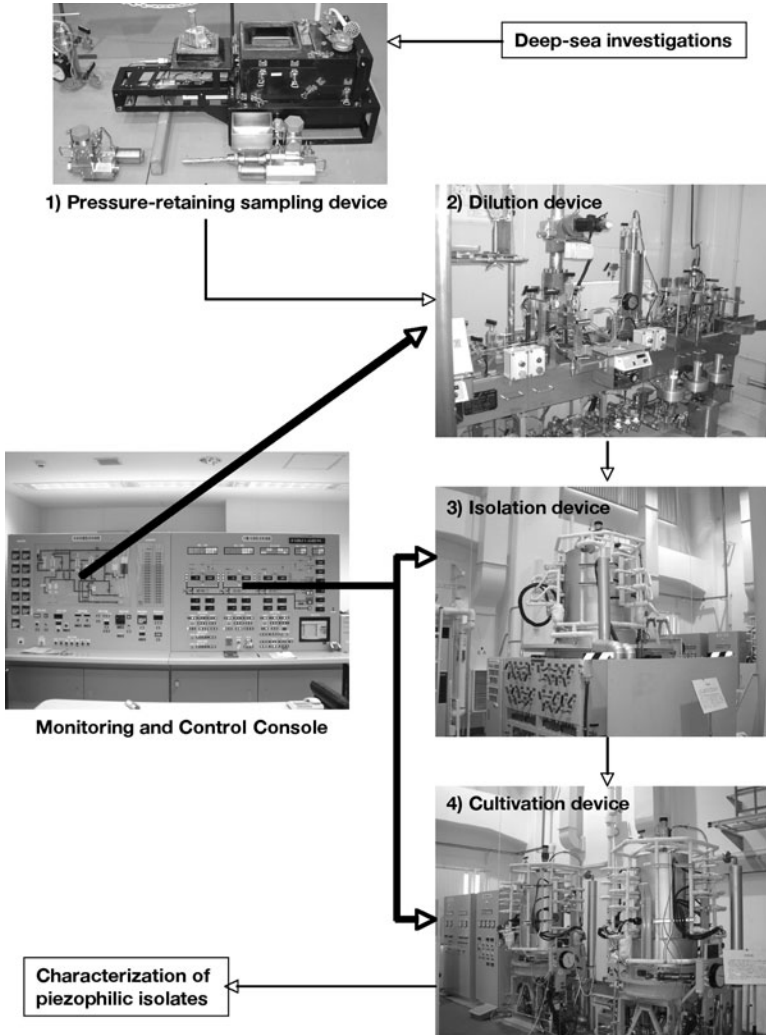 Deep-sea investigations
1) Pressure-retaining sampling device
2) Dilution device
3) Isolation device
Monitoring and Control Console
4) Cultivation device
Characterization of
piezophilic isolates